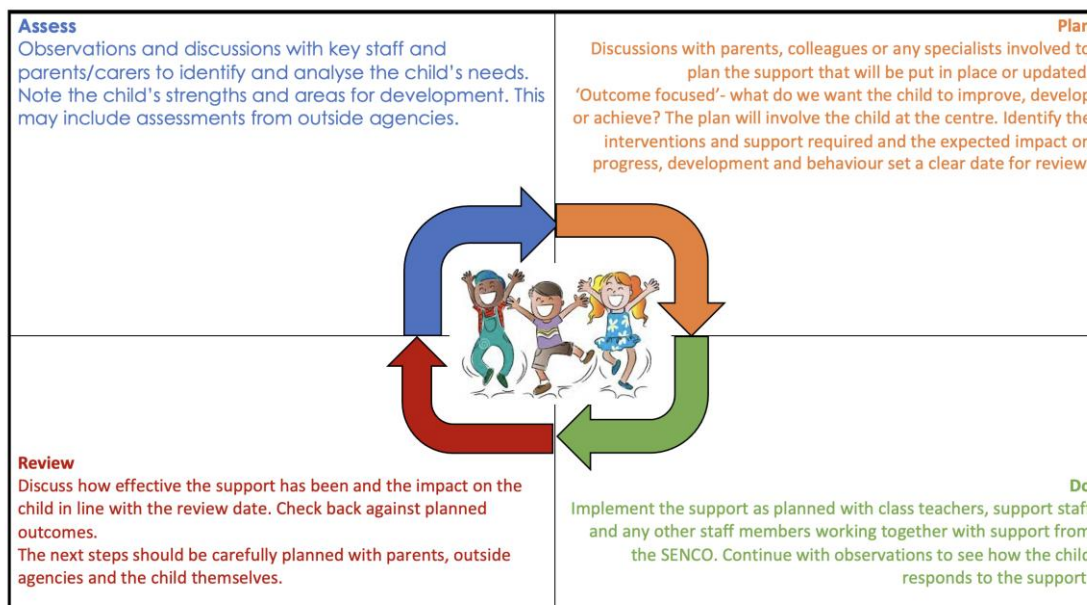 Assess
Observations and discussions with key staff and
parents/carers to identify and analyse the child's needs.
Note the child's strengths and areas for development. This
may include assessments from outside agencies.
Plan
Discussions with parents, colleagues or any specialists involved to
plan the support that will be put in place or updated
‘Outcome focused’- what do we want the child to improve, develop
or achieve? The plan will involve the child at the centre. Identify the
interventions and support required and the expected impact on
progress, development and behaviour set a clear date for review
Review
Discuss how effective the support has been and the impact on the
child in line with the review date. Check back against planned
outcomes.
The next steps should be carefully planned with parents, outside
agencies and the child themselves.
Do
Implement the support as planned with class teachers, support staff
and any other staff members working together with support from
the SENCO. Continue with observations to see how the child
responds to the support